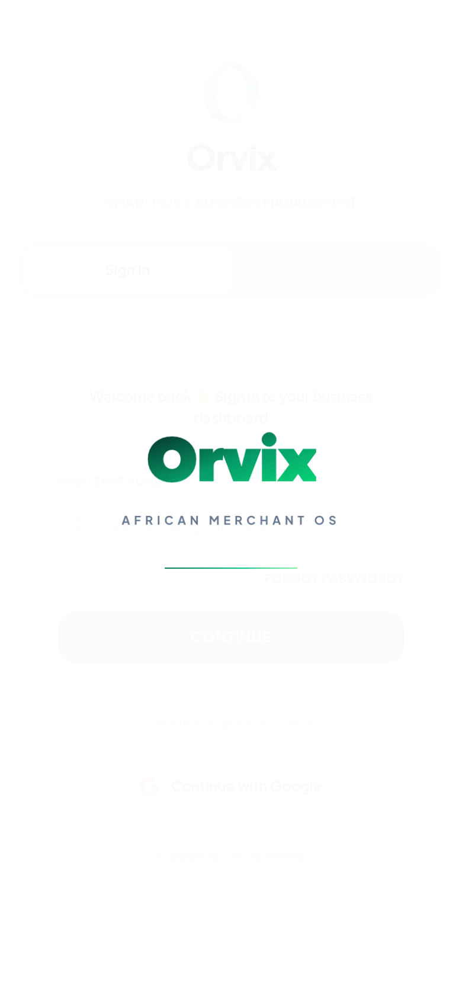 Orvix
SMART POS & BUSINESS MANAGEMENT
Sign In
Create Account
Welcome back 👋 Sign in to your business
dashboard
Orvix
WHATSAPP
AFRICAN MERCHANT OS
FORGOT PASSWORD?
CONTINUE
OR SIGN IN WITH GOOGLE
Continue with Google
Back to Orvix Home